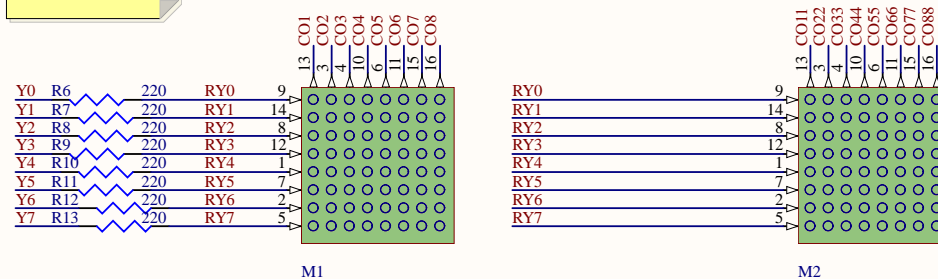 CO1 CO2 CO3 CO4 CO5 CO6 CO7 CO8 CO11 CO22 CO33 CO44 CO55 CO66 CO77 CO88
13 3 4 10 6 11 15 16 13 3 4 10 6 11 15 16
Y0 R6 220 RY0 9 RY0 9
Y1 R7 220 RY1 14 RY1 14
Y2 R8 220 RY2 8 RY2 8
Y3 R9 220 RY3 12 RY3 12
Y4 R10 220 RY4 1 RY4 1
Y5 R11 220 RY5 7 RY5 7
Y6 R12 220 RY6 2 RY6 2
Y7 R13 220 RY7 5 RY7 5
M1 M2